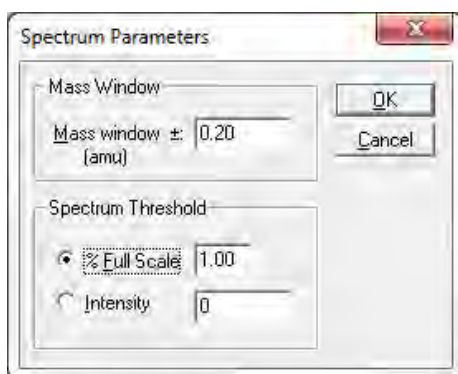 Spectrum Parameters
Mass Window
Mass window ±: 0.20
(amu)
OK
Cancel
Spectrum Threshold
% Full Scale 1.00
Intensity 0